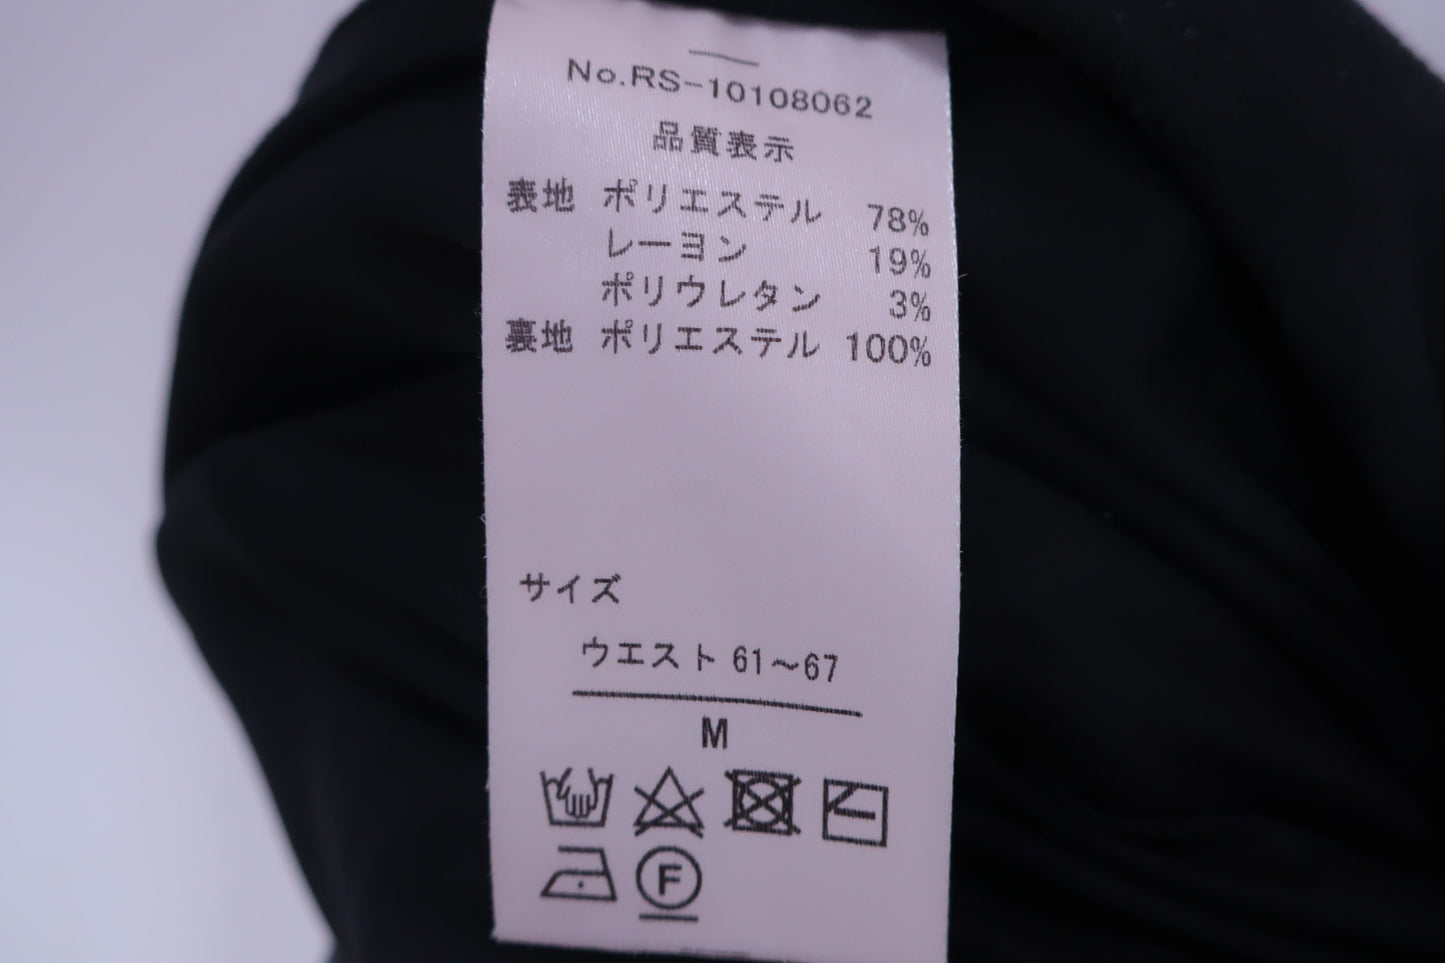 No.RS-10108062
品質表示
表地 ポリエステル 78%
レーヨン 19%
ポリウレタン 3%
裏地 ポリエステル 100%
サイズ
ウエスト 61〜67
M
F